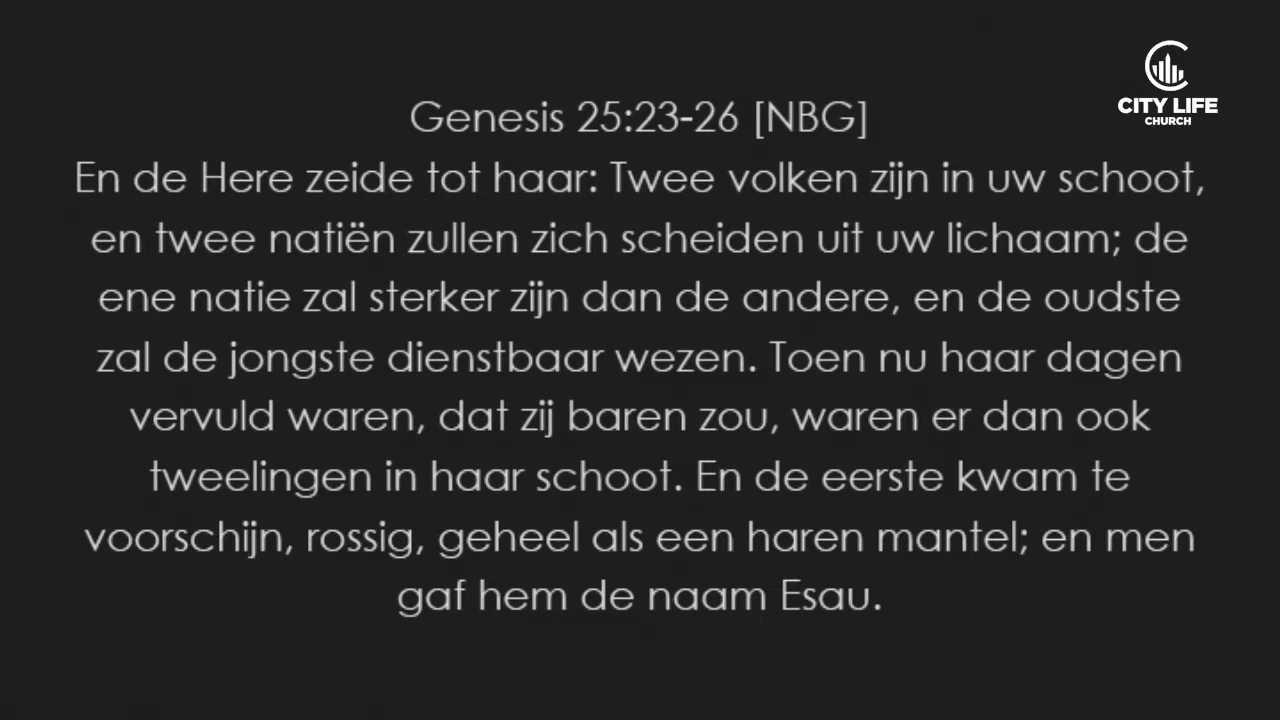 CITY LIFE
CHURCH
Genesis 25:23-26 [NBG]
En de Here zeide tot haar: Twee volken zijn in uw schoot,
en twee natiën zullen zich scheiden uit uw lichaam; de
ene natie zal sterker zijn dan de andere, en de oudste
zal de jongste dienstbaar wezen. Toen nu haar dagen
vervuld waren, dat zij baren zou, waren er dan ook
tweelingen in haar schoot. En de eerste kwam te
voorschijn, rossig, geheel als een haren mantel; en men
gaf hem de naam Esau.